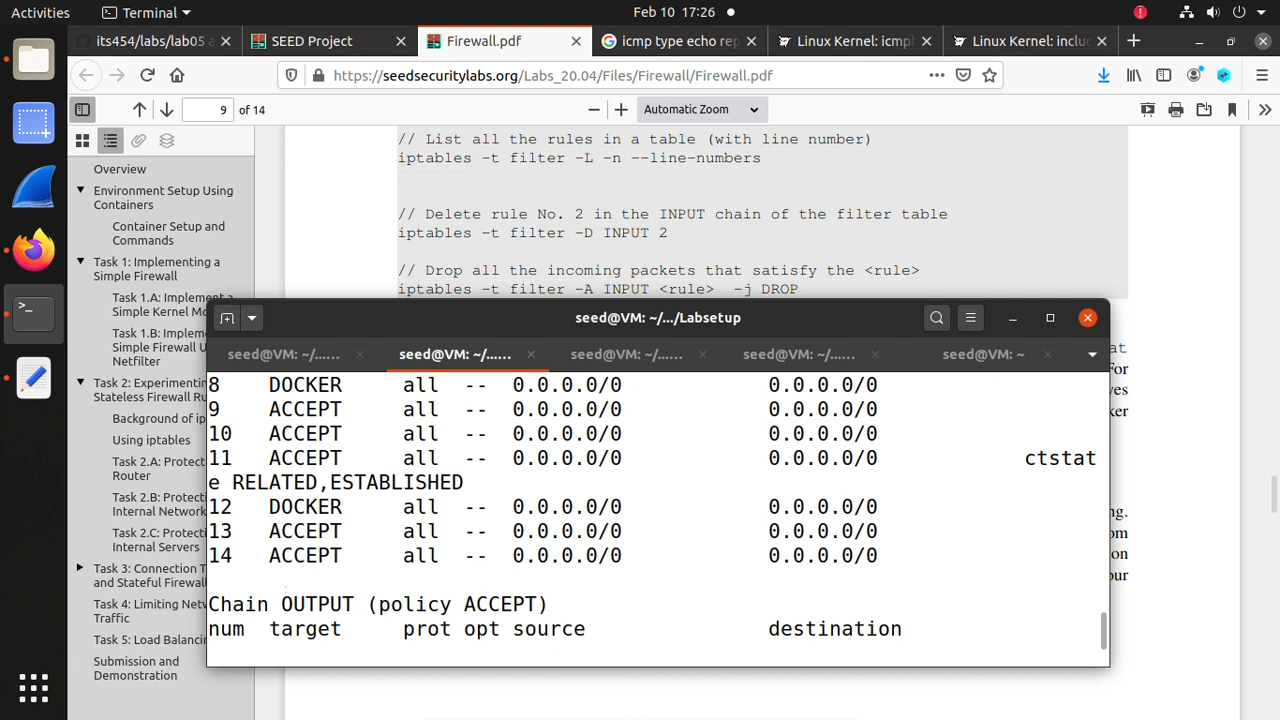 Activities
Terminal
Feb 10 17:26
its454/labs/lab05 a
SEED Project
Firewall.pdf
icmp type echo rep
Linux Kernel: icmph
Linux Kernel: inclu
https://seedsecuritylabs.org/Labs_20.04/Files/Firewall/Firewall.pdf
9
of 14
Automatic Zoom
Overview
Environment Setup Using
Containers
Container Setup and
Commands
Task 1: Implementing a
Simple Firewall
Task 1.A: Implement a
Simple Kernel Mo
Task 1.B: Implem
Simple Firewall U
Netfilter
Task 2: Experimenting
Stateless Firewall Ru
Background of ip
Using iptables
Task 2.A: Protect
Router
Task 2.B: Protecti
Internal Network
Task 2.C: Protecti
Internal Servers
Task 3: Connection T
and Stateful Firewall
Task 4: Limiting Netw
Traffic
Task 5: Load Balancin
Submission and
Demonstration
// List all the rules in a table (with line number)
iptables -t filter -L -n --line-numbers
// Delete rule No. 2 in the INPUT chain of the filter table
iptables -t filter -D INPUT 2
// Drop all the incoming packets that satisfy the <rule>
iptables -t filter -A INPUT <rule> -j DROP
at
For
ves
ker
ng.
om
on
our
seed@VM: ~/.../Labsetup
seed@VM: ~/......
seed@VM: ~/......
seed@VM: ~/......
seed@VM: ~/......
seed@VM: ~
8 DOCKER all -- 0.0.0.0/0 0.0.0.0/0
9 ACCEPT all -- 0.0.0.0/0 0.0.0.0/0
10 ACCEPT all -- 0.0.0.0/0 0.0.0.0/0
11 ACCEPT all -- 0.0.0.0/0 0.0.0.0/0 ctstat
e RELATED,ESTABLISHED
12 DOCKER all -- 0.0.0.0/0 0.0.0.0/0
13 ACCEPT all -- 0.0.0.0/0 0.0.0.0/0
14 ACCEPT all -- 0.0.0.0/0 0.0.0.0/0
Chain OUTPUT (policy ACCEPT)
num target prot opt source destination